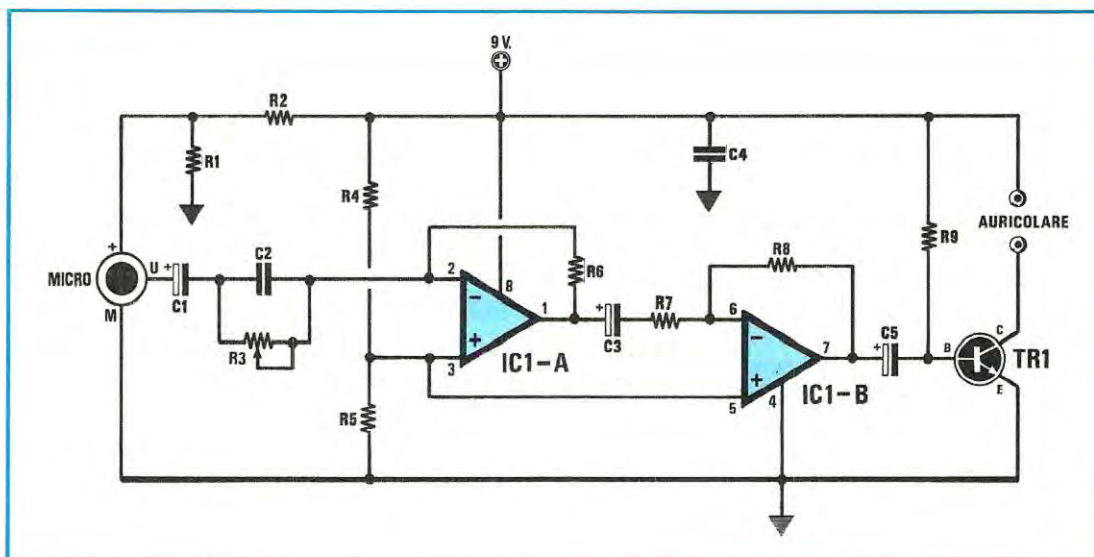 9 V.
R2
R1
R4
C4
R9
AURICOLARE
+
MICRO
U
M
+
C1
C2
R3
2
8
-
+
3
1
IC1-A
R6
+
C3
R7
R8
6
-
+
5
4
7
IC1-B
+
C5
B
C
E
TR1
R5